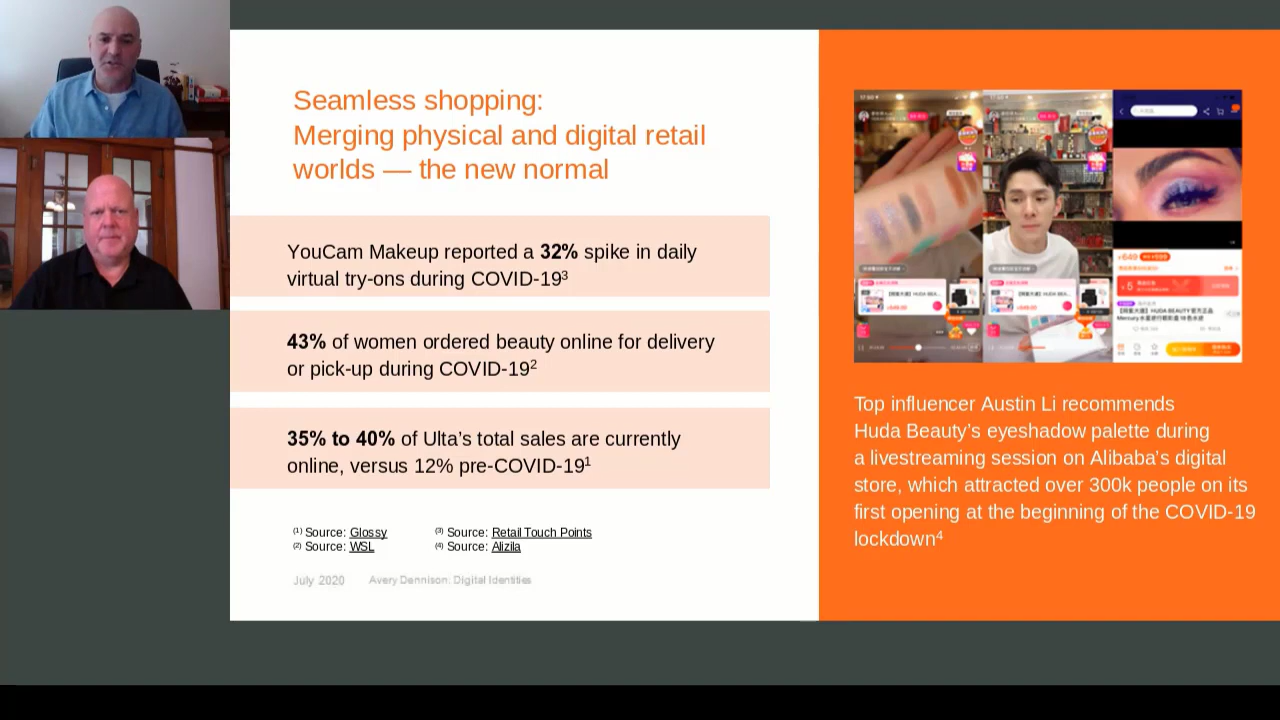 Seamless shopping:
Merging physical and digital retail
worlds — the new normal
YouCam Makeup reported a 32% spike in daily
virtual try-ons during COVID-19³
43% of women ordered beauty online for delivery
or pick-up during COVID-19²
35% to 40% of Ulta’s total sales are currently
online, versus 12% pre-COVID-19¹
(1) Source: Glossy
(2) Source: WSL
(3) Source: Retail Touch Points
(4) Source: Alizila
July 2020 Avery Dennison: Digital Identities
Top influencer Austin Li recommends
Huda Beauty’s eyeshadow palette during
a livestreaming session on Alibaba’s digital
store, which attracted over 300k people on its
first opening at the beginning of the COVID-19
lockdown⁴